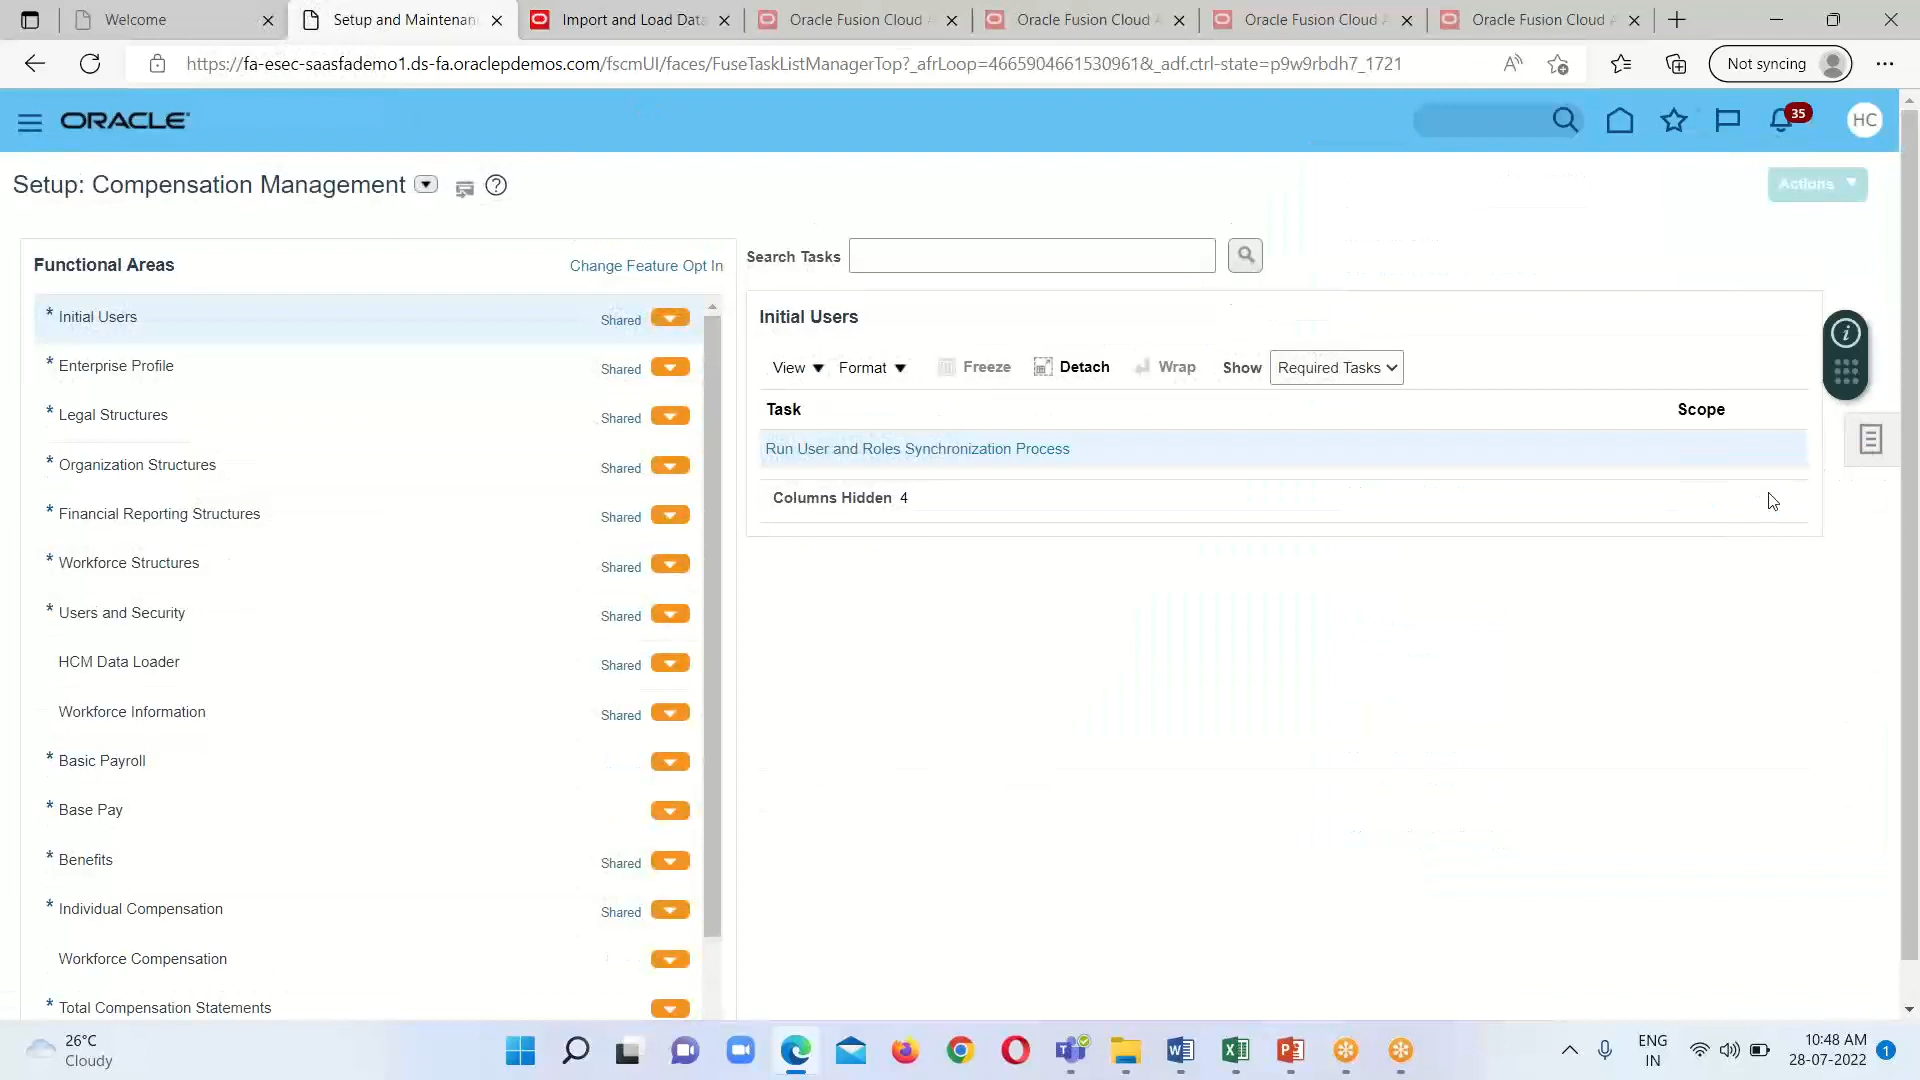 Welcome
Setup and Maintenan
Import and Load Data
Oracle Fusion Cloud A
Oracle Fusion Cloud A
Oracle Fusion Cloud A
Oracle Fusion Cloud A
https://fa-esec-saasfademo1.ds-fa.oraclepdemos.com/fscmUI/faces/FuseTaskListManagerTop?_afrLoop=4665904661530961&_adf.ctrl-state=p9w9rbdh7_1721
Not syncing
ORACLE
35
HC
Setup: Compensation Management
Actions
Functional Areas
Change Feature Opt In
* Initial Users Shared
* Enterprise Profile Shared
* Legal Structures Shared
* Organization Structures Shared
* Financial Reporting Structures Shared
* Workforce Structures Shared
* Users and Security Shared
HCM Data Loader Shared
Workforce Information Shared
* Basic Payroll
* Base Pay
* Benefits Shared
* Individual Compensation Shared
Workforce Compensation
* Total Compensation Statements
Search Tasks
Initial Users
View Format Freeze Detach Wrap Show Required Tasks
Task Scope
Run User and Roles Synchronization Process
Columns Hidden 4
26°C
Cloudy
ENG
IN
10:48 AM
28-07-2022
1